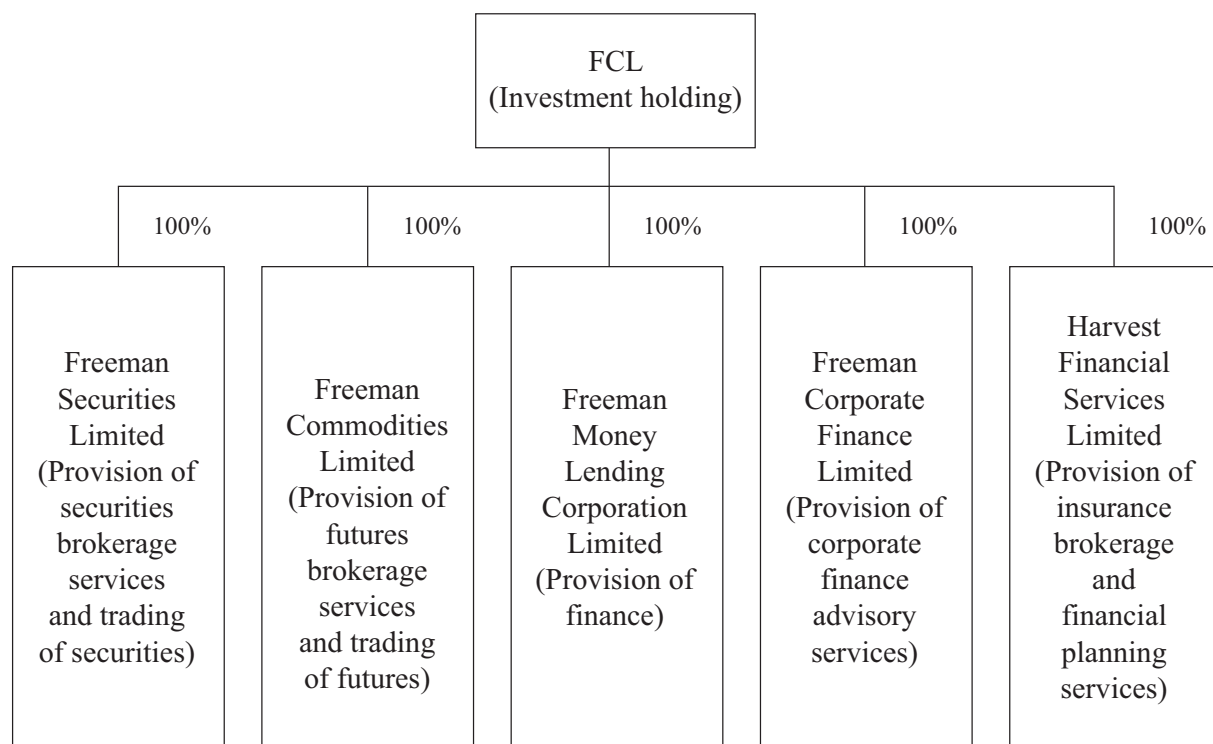 FCL
(Investment holding)
100%
100%
100%
100%
100%
Freeman
Securities
Limited
(Provision of
securities
brokerage
services
and trading
of securities)
Freeman
Commodities
Limited
(Provision of
futures
brokerage
services
and trading
of futures)
Freeman
Money
Lending
Corporation
Limited
(Provision of
finance)
Freeman
Corporate
Finance
Limited
(Provision of
corporate
finance
advisory
services)
Harvest
Financial
Services
Limited
(Provision of
insurance
brokerage
and
financial
planning
services)